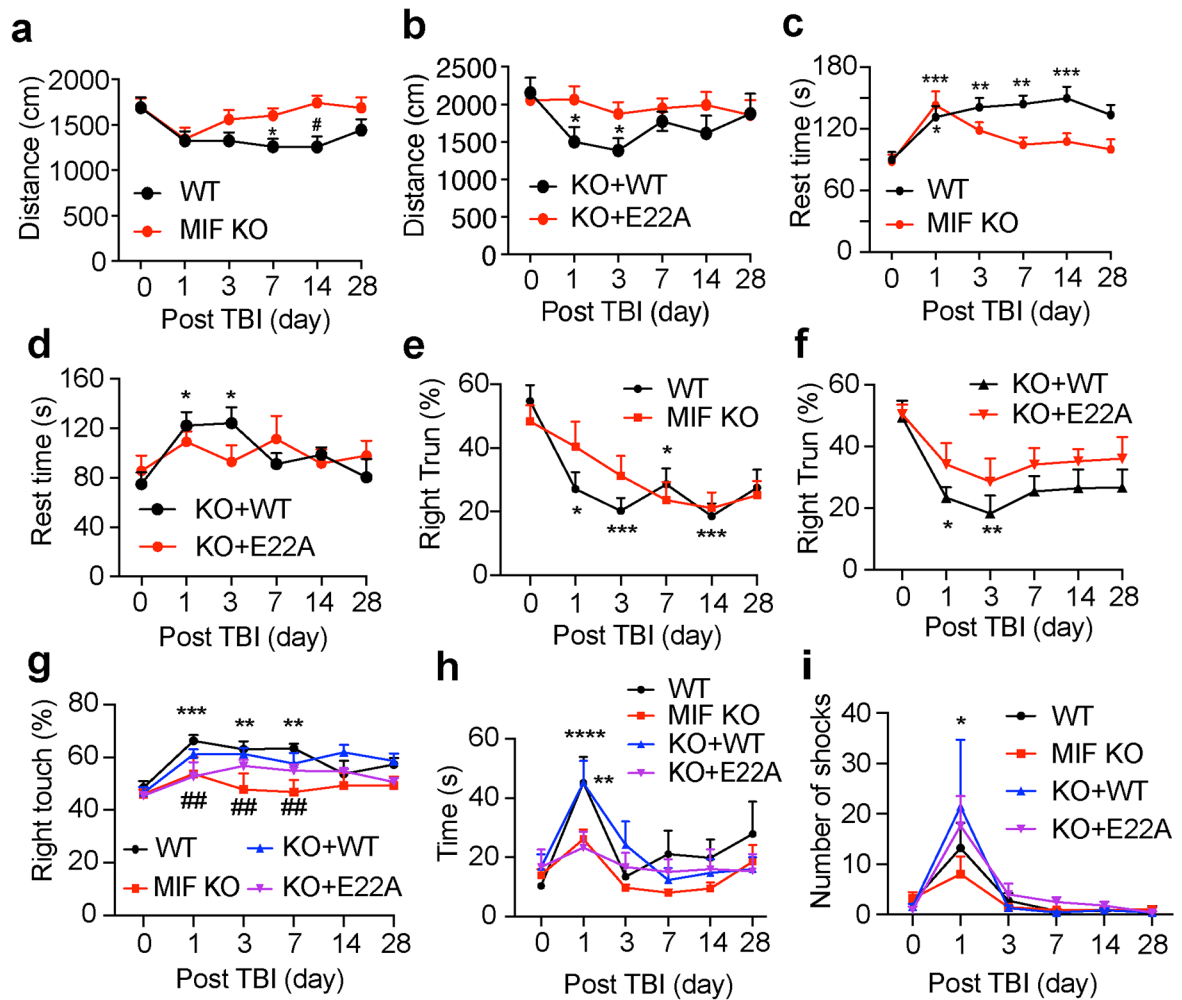 a
Distance (cm)
2000
1500
1000
500
0
WT
MIF KO
*
#
0 1 3 7 14 28
Post TBI (day)
b
Distance (cm)
2500
2000
1500
1000
500
0
*
*
KO+WT
KO+E22A
0 1 3 7 14 28
Post TBI (day)
c
Rest time (s)
180
120
60
0
*** ** ** ***
*
WT
MIF KO
0 1 3 7 14 28
Post TBI (day)
d
Rest time (s)
160
120
80
40
0
* *
KO+WT
KO+E22A
0 1 3 7 14 28
Post TBI (day)
e
Right Trun (%)
60
40
20
0
WT
MIF KO
*
* *** ***
0 1 3 7 14 28
Post TBI (day)
f
Right Trun (%)
60
40
20
0
KO+WT
KO+E22A
* **
0 1 3 7 14 28
Post TBI (day)
g
Right touch (%)
80
60
40
20
0
*** ** **
## ## ##
WT KO+WT
MIF KO KO+E22A
0 1 3 7 14 28
Post TBI (day)
h
Time (s)
60
40
20
0
WT
MIF KO
KO+WT
KO+E22A
****
**
0 1 3 7 14 28
Post TBI (day)
i
Number of shocks
40
30
20
10
0
*
WT
MIF KO
KO+WT
KO+E22A
0 1 3 7 14 28
Post TBI (day)